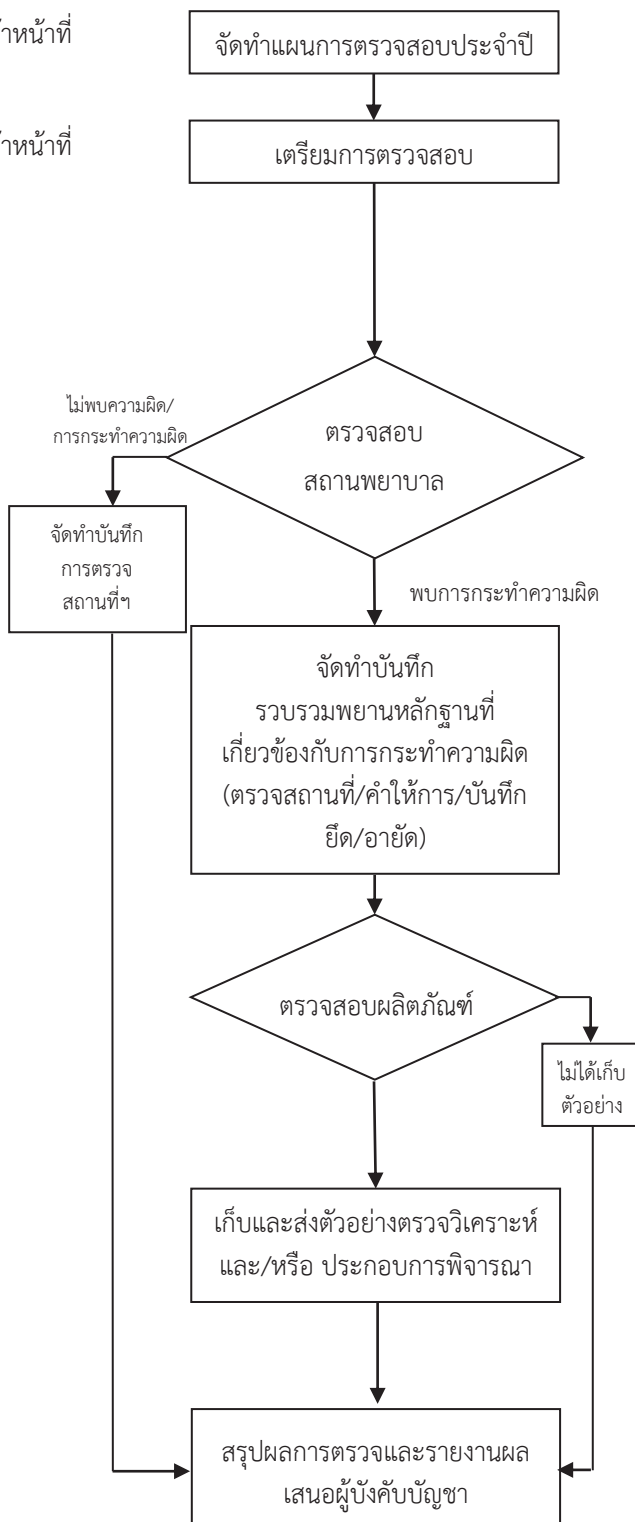 ้าหน้าที่
จัดทำแผนการตรวจสอบประจำปี
้าหน้าที่
เตรียมการตรวจสอบ
ไม่พบความผิด/
การกระทำความผิด
ตรวจสอบ
สถานพยาบาล
จัดทำบันทึก
การตรวจ
สถานที่ฯ
พบการกระทำความผิด
จัดทำบันทึก
รวบรวมพยานหลักฐานที่
เกี่ยวข้องกับการกระทำความผิด
(ตรวจสถานที่/คำให้การ/บันทึก
ยึด/อายัด)
ตรวจสอบผลิตภัณฑ์
ไม่ได้เก็บ
ตัวอย่าง
เก็บและส่งตัวอย่างตรวจวิเคราะห์
และ/หรือ ประกอบการพิจารณา
สรุปผลการตรวจและรายงานผล
เสนอผู้บังคับบัญชา